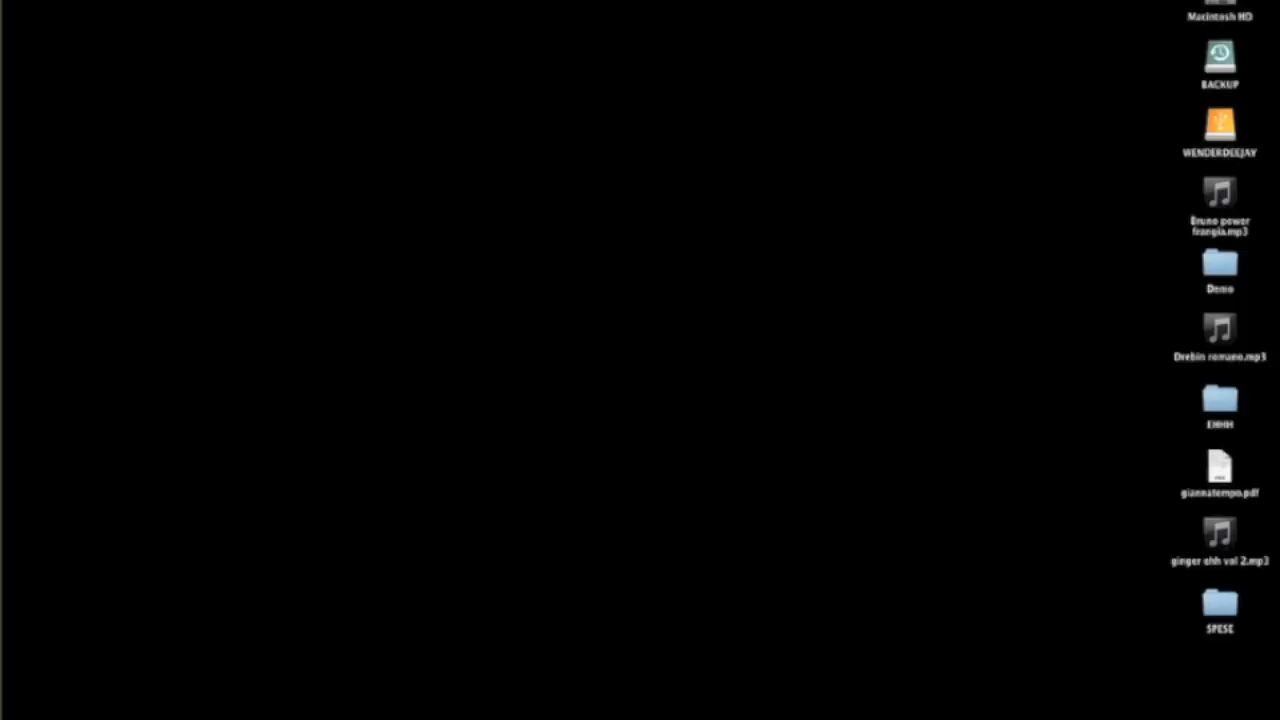 Macintosh HD
BACKUP
WENDERDEEJAY
Bruno power
frangia.mp3
Demo
Drebin romano.mp3
EHHH
giannatempo.pdf
ginger ehh vol 2.mp3
SPESE